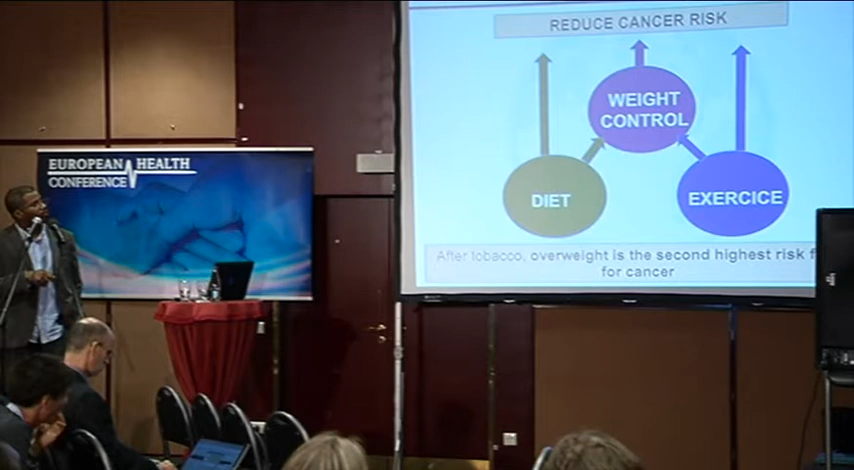 REDUCE CANCER RISK
WEIGHT
CONTROL
DIET
EXERCICE
After tobacco, overweight is the second highest risk f
for cancer
EUROPEAN HEALTH
CONFERENCE